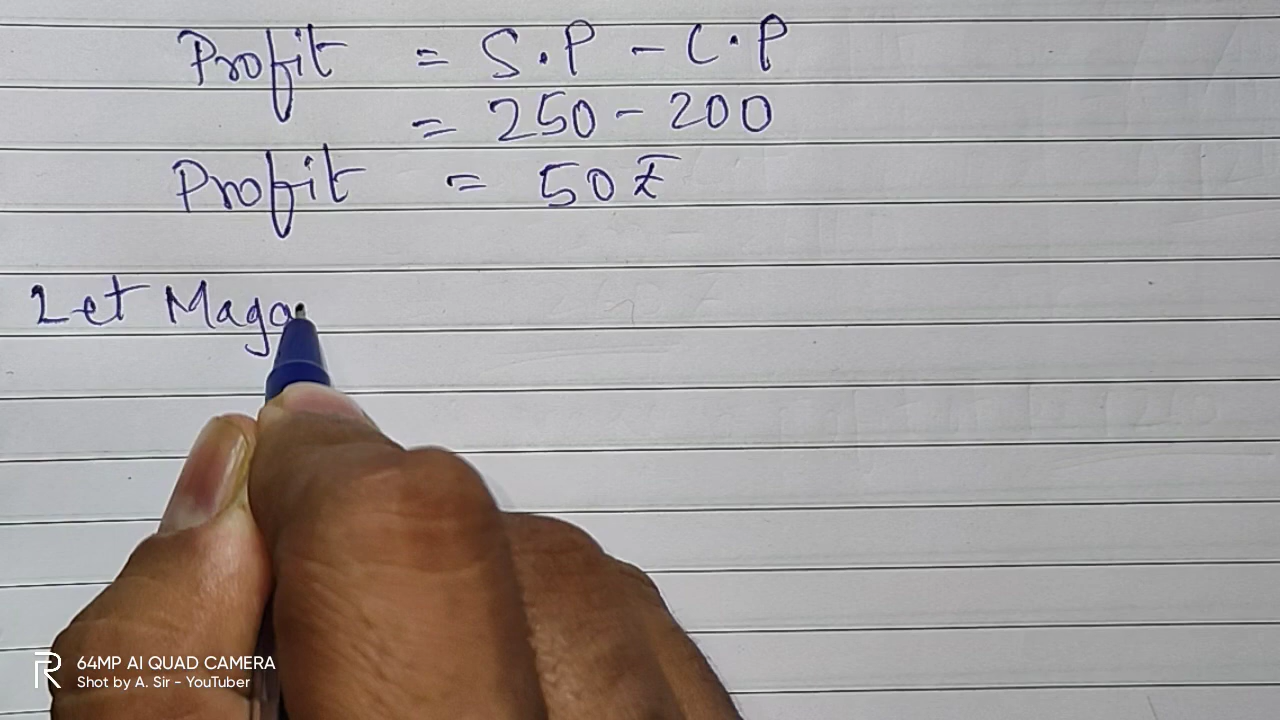 Profit = S.P - C.P
= 250 - 200
Profit = 50 ₹
Let Maga
64MP AI QUAD CAMERA
Shot by A. Sir - YouTuber